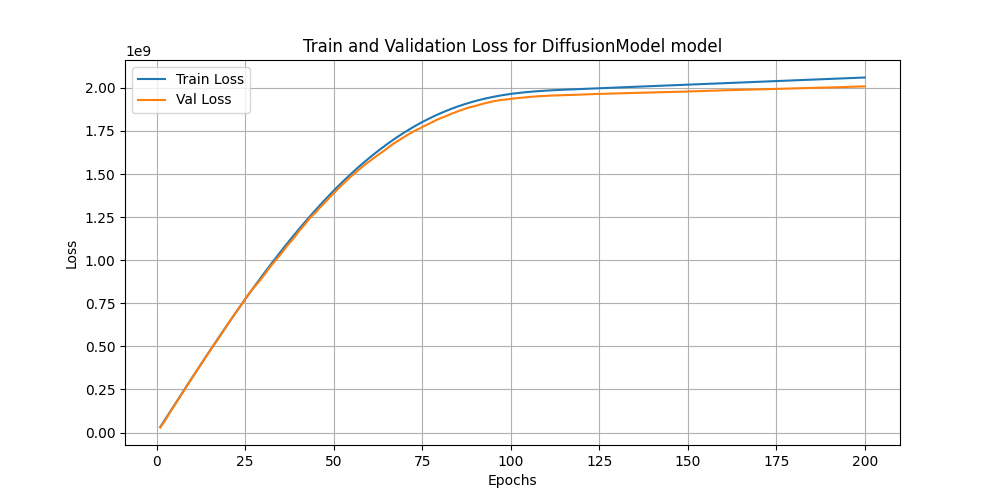 Train and Validation Loss for DiffusionModel model
1e9
Train Loss
Val Loss
2.00
1.75
1.50
1.25
1.00
0.75
0.50
0.25
0.00
Loss
0 25 50 75 100 125 150 175 200
Epochs